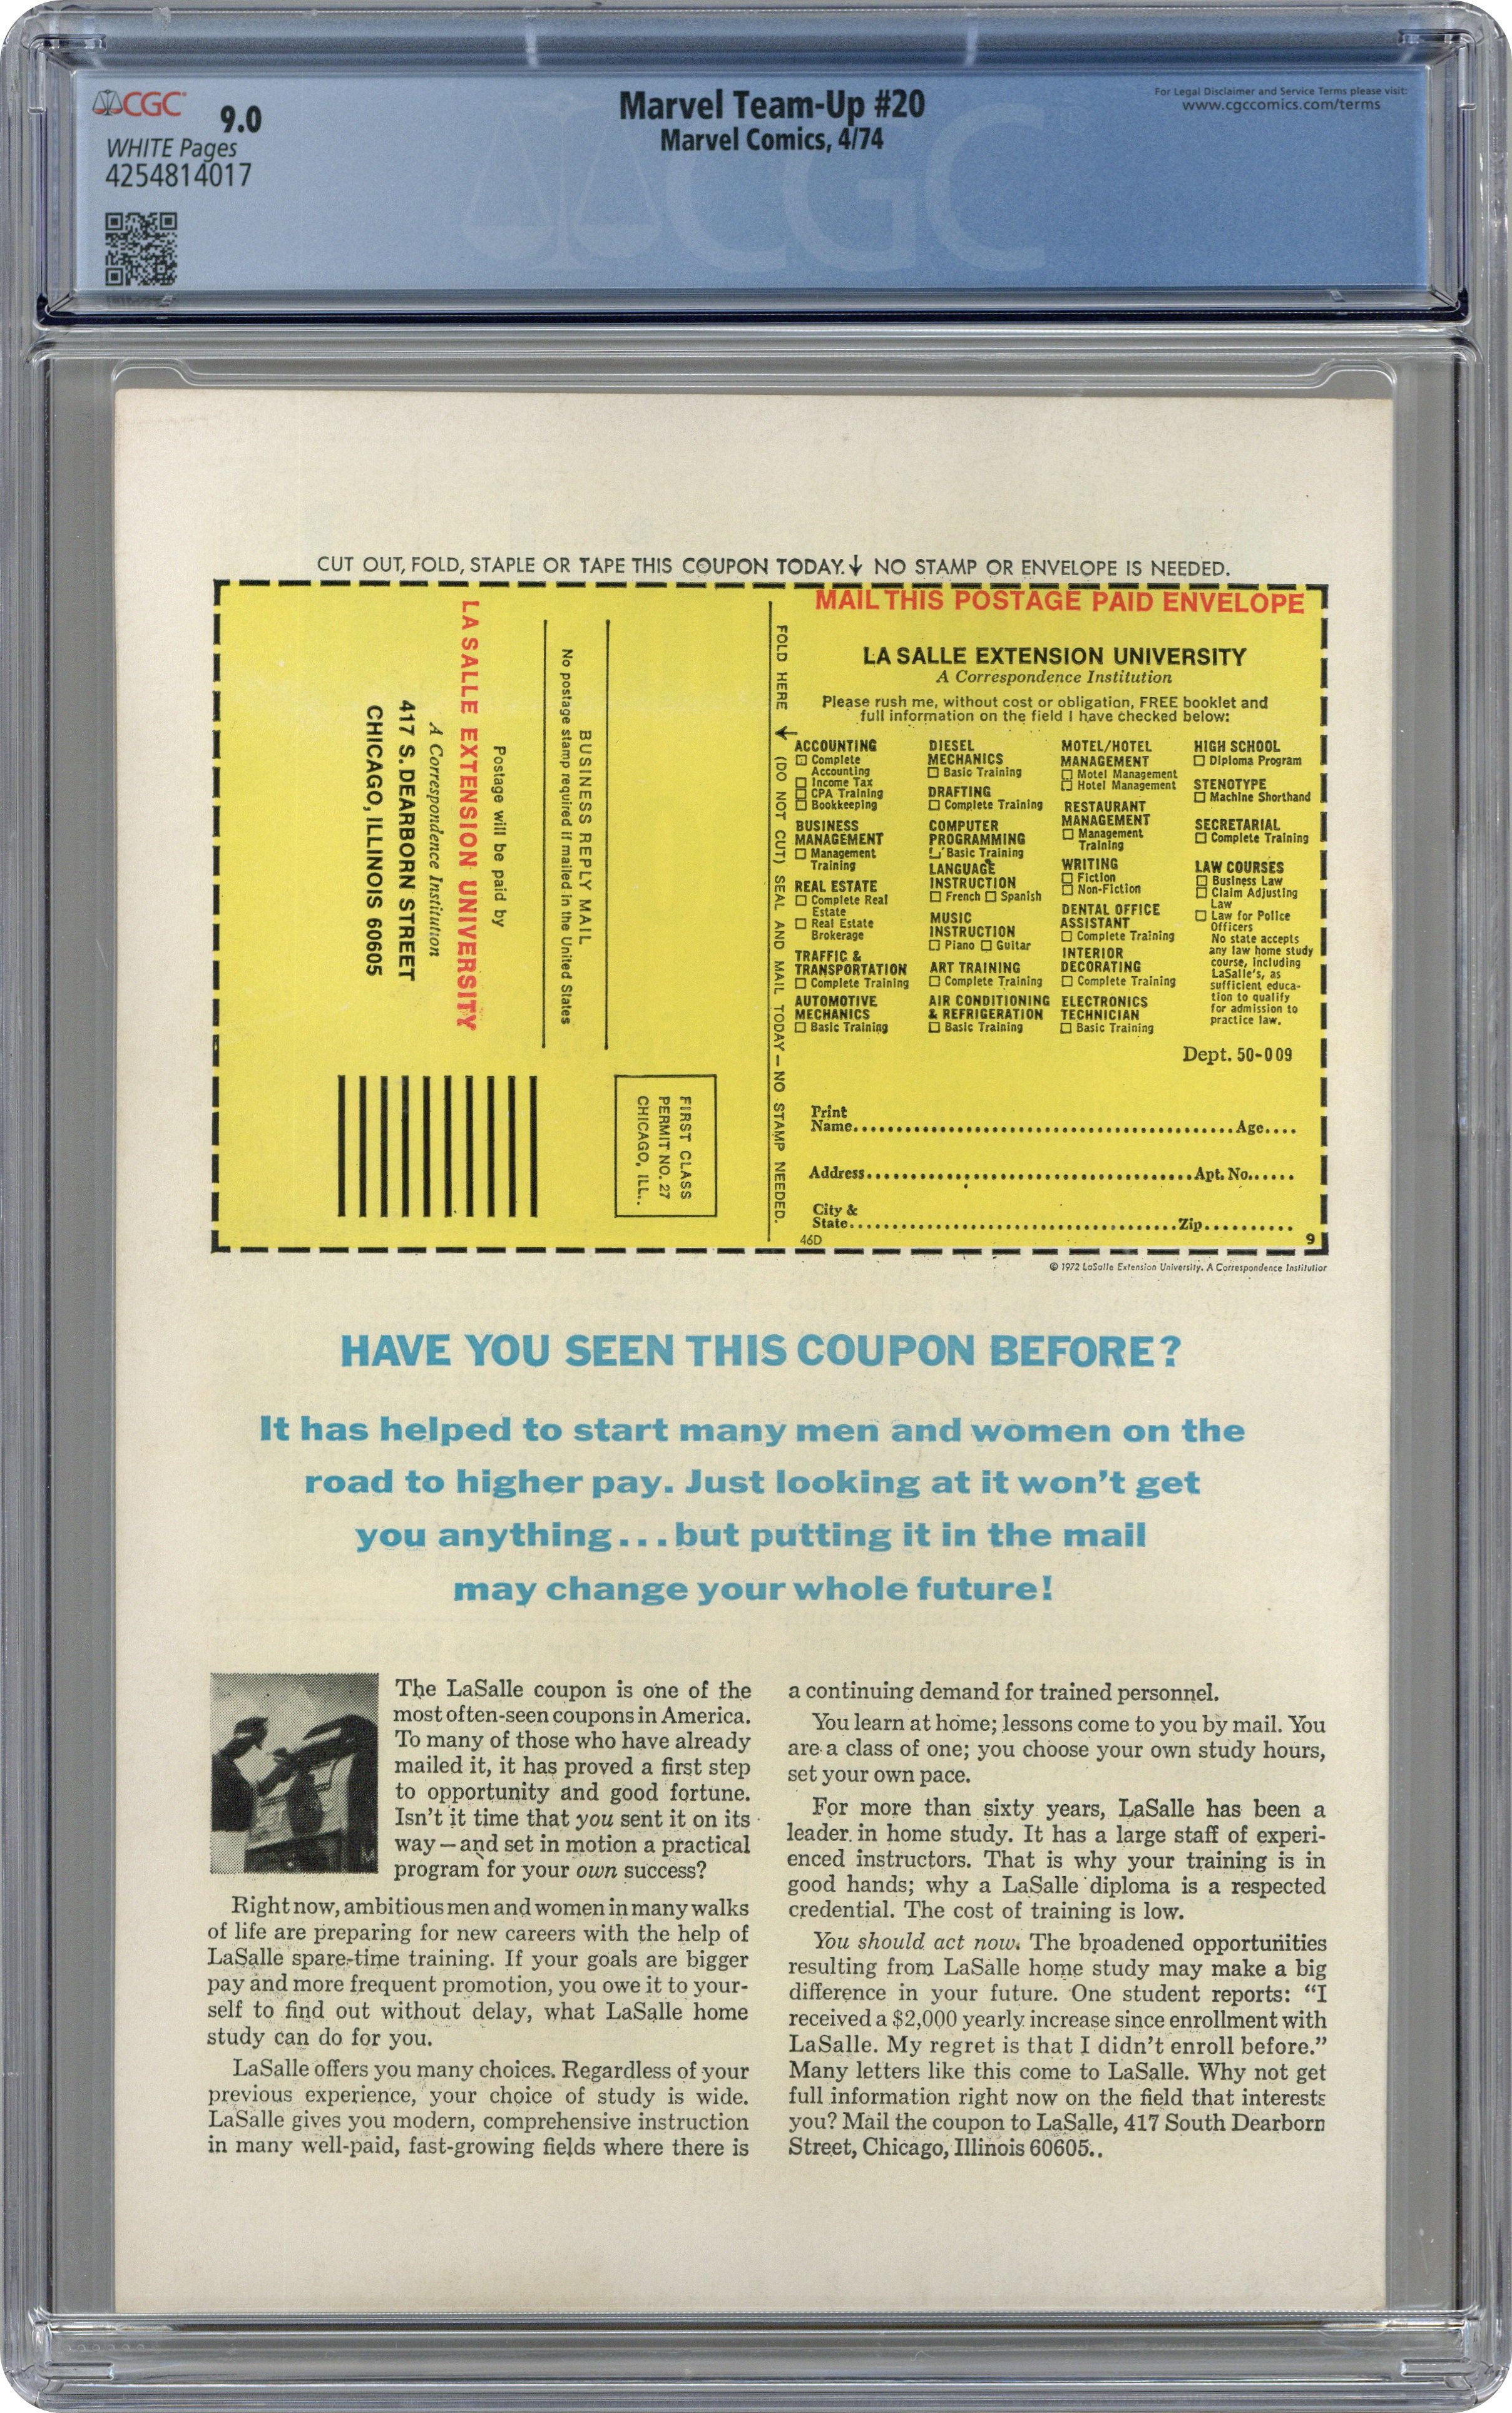 CGC
9.0
WHITE Pages
4254814017
Marvel Team-Up #20
Marvel Comics, 4/74
For Legal Disclaimer and Service Terms please visit:
www.cgccomics.com/terms
CGC
CUT OUT, FOLD, STAPLE OR TAPE THIS COUPON TODAY. ↓ NO STAMP OR ENVELOPE IS NEEDED.
FIRST CLASS
PERMIT NO. 27
CHICAGO, ILL..
BUSINESS REPLY MAIL
No postage stamp required if mailed in the United States
Postage will be paid by
LA SALLE EXTENSION UNIVERSITY
A Correspondence Institution
417 S. DEARBORN STREET
CHICAGO, ILLINOIS 60605
FOLD HERE ↓ (DO NOT CUT) SEAL AND MAIL TODAY — NO STAMP NEEDED.
MAIL THIS POSTAGE PAID ENVELOPE
LA SALLE EXTENSION UNIVERSITY
A Correspondence Institution
Please rush me, without cost or obligation, FREE booklet and
full information on the field I have checked below:
ACCOUNTING
☐ Complete
Accounting
☐ Income Tax
☐ CPA Training
☐ Bookkeeping
BUSINESS
MANAGEMENT
☐ Management
Training
REAL ESTATE
☐ Complete Real
Estate
☐ Real Estate
Brokerage
TRAFFIC &
TRANSPORTATION
☐ Complete Training
AUTOMOTIVE
MECHANICS
☐ Basic Training
DIESEL
MECHANICS
☐ Basic Training
DRAFTING
☐ Complete Training
COMPUTER
PROGRAMMING
☐ Basic Training
LANGUAGE
INSTRUCTION
☐ French ☐ Spanish
MUSIC
INSTRUCTION
☐ Piano ☐ Guitar
ART TRAINING
☐ Complete Training
AIR CONDITIONING
& REFRIGERATION
☐ Basic Training
MOTEL/HOTEL
MANAGEMENT
☐ Motel Management
☐ Hotel Management
RESTAURANT
MANAGEMENT
☐ Management
Training
WRITING
☐ Fiction
☐ Non-Fiction
DENTAL OFFICE
ASSISTANT
☐ Complete Training
INTERIOR
DECORATING
☐ Complete Training
ELECTRONICS
TECHNICIAN
☐ Basic Training
HIGH SCHOOL
☐ Diploma Program
STENOTYPE
☐ Machine Shorthand
SECRETARIAL
☐ Complete Training
LAW COURSES
☐ Business Law
☐ Claim Adjusting
Law
☐ Law for Police
Officers
No state accepts
any law home study
course, including
LaSalle's, as
sufficient educa-
tion to qualify
for admission to
practice law.
Dept. 50-009
Print
Name..........Age....
Address..........Apt. No......
City &
State..........Zip..........
46D 9
© 1972 LaSalle Extension University. A Correspondence Institution
HAVE YOU SEEN THIS COUPON BEFORE?
It has helped to start many men and women on the
road to higher pay. Just looking at it won't get
you anything...but putting it in the mail
may change your whole future!
The LaSalle coupon is one of the
most often-seen coupons in America.
To many of those who have already
mailed it, it has proved a first step
to opportunity and good fortune.
Isn't it time that you sent it on its
way—and set in motion a practical
program for your own success?
Right now, ambitious men and women in many walks
of life are preparing for new careers with the help of
LaSalle spare-time training. If your goals are bigger
pay and more frequent promotion, you owe it to your-
self to find out without delay, what LaSalle home
study can do for you.
LaSalle offers you many choices. Regardless of your
previous experience, your choice of study is wide.
LaSalle gives you modern, comprehensive instruction
in many well-paid, fast-growing fields where there is
a continuing demand for trained personnel.
You learn at home; lessons come to you by mail. You
are a class of one; you choose your own study hours,
set your own pace.
For more than sixty years, LaSalle has been a
leader in home study. It has a large staff of experi-
enced instructors. That is why your training is in
good hands; why a LaSalle diploma is a respected
credential. The cost of training is low.
You should act now. The broadened opportunities
resulting from LaSalle home study may make a big
difference in your future. One student reports: "I
received a $2,000 yearly increase since enrollment with
LaSalle. My regret is that I didn't enroll before."
Many letters like this come to LaSalle. Why not get
full information right now on the field that interests
you? Mail the coupon to LaSalle, 417 South Dearborn
Street, Chicago, Illinois 60605..